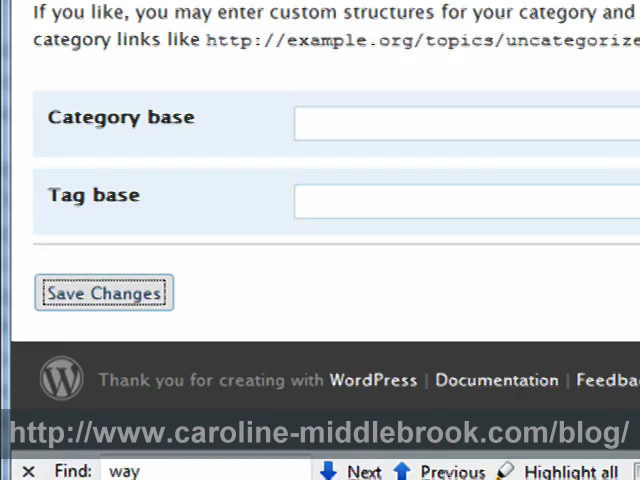 If you like, you may enter custom structures for your category and
category links like http://example.org/topics/uncategorize
Category base
Tag base
Save Changes
Thank you for creating with WordPress | Documentation | Feedba
http://www.caroline-middlebrook.com/blog/
× Find: way Next Previous Highlight all